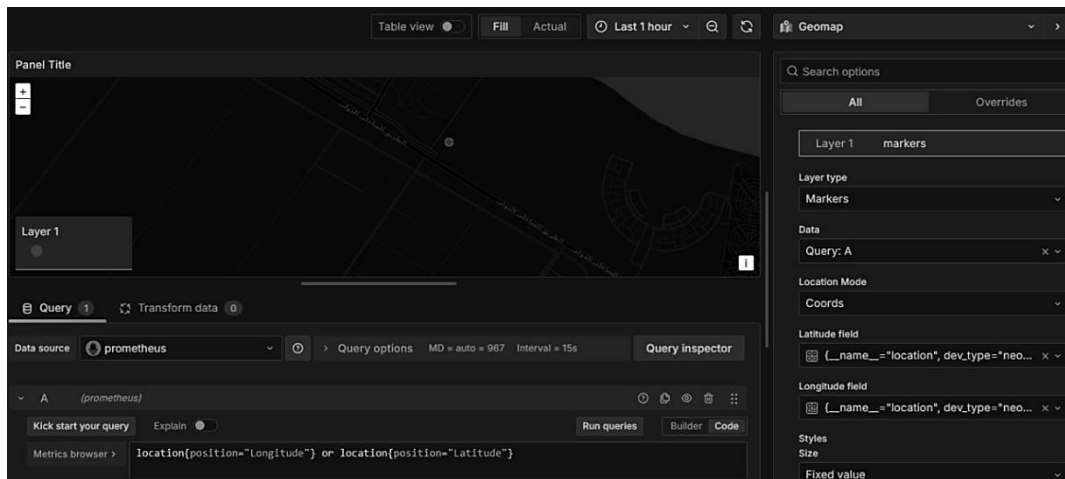 Table view
Fill
Actual
Last 1 hour
Geomap
Panel Title
Search options
+
-
All
Overrides
Layer 1 markers
Layer type
Markers
Data
Query: A
Layer 1
i
Location Mode
Coords
Query 1
Transform data 0
Latitude field
{__name__="location", dev_type="neo...
Data source
prometheus
Query options MD = auto = 967 Interval = 15s
Query inspector
Longitude field
{__name__="location", dev_type="neo...
A (prometheus)
Kick start your query
Explain
Run queries
Builder
Code
Styles
Size
Fixed value
Metrics browser >
location{position="Longitude"} or location{position="Latitude"}